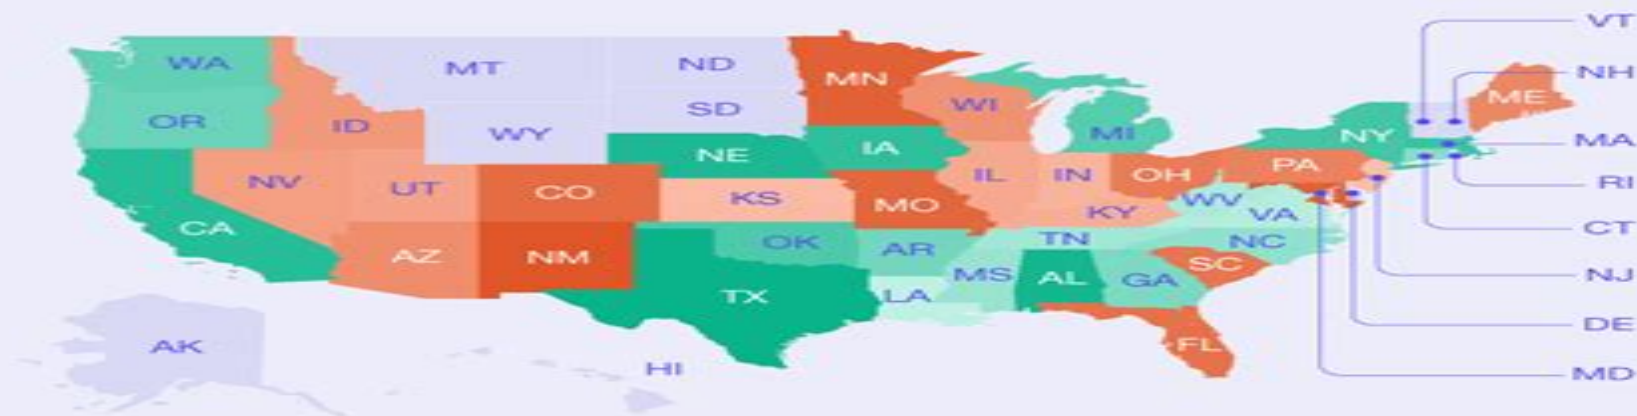 VT
WA
MT
ND
MN
NH
WI
ME
OR
ID
WY
SD
MI
NY
MA
NE
IA
PA
NV
UT
CO
KS
IL
IN
OH
RI
MO
KY
WV
VA
CA
CT
AZ
NM
OK
AR
TN
NC
TX
LA
MS
AL
GA
SC
NJ
DE
AK
HI
FL
MD